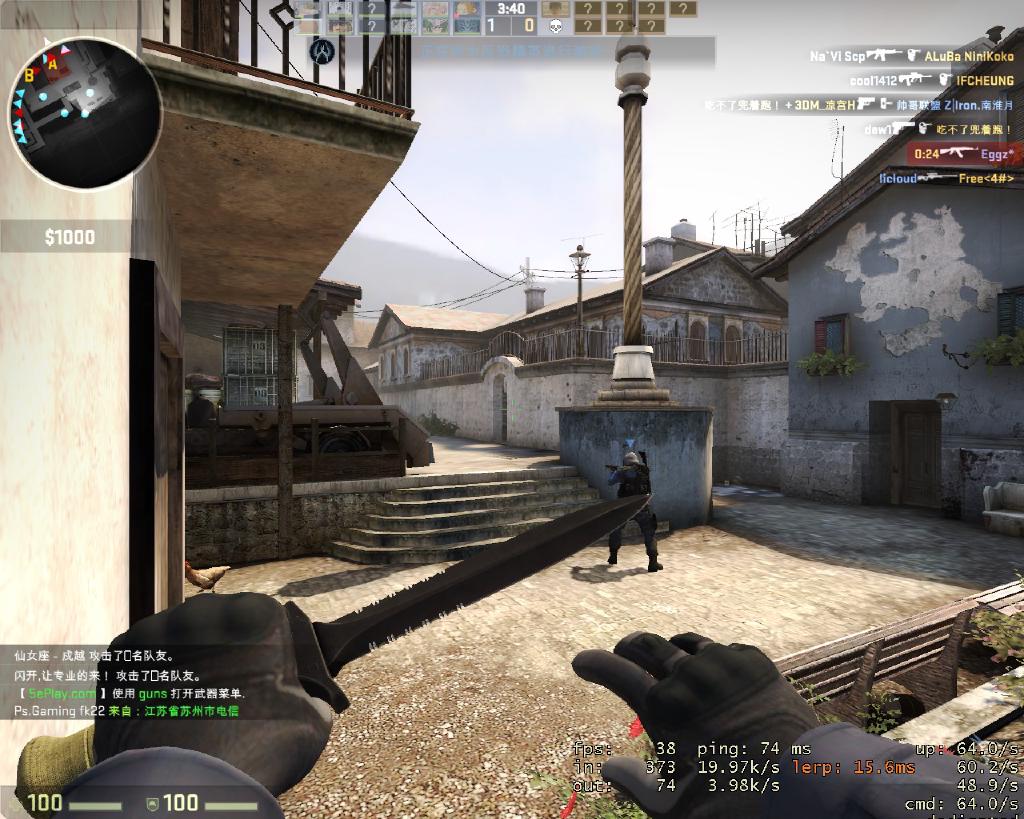 3:40
1 0
? ? ? ? ?
? ? ? ?
B A
$1000
Na`Vi Scp ALuBa NiniKoko
cool1412 IFCHEUNG
吃不了兜着跑！ + 3DM_凉宫H 帅哥联盟 Z|Iron.南淮月
dew1 吃不了兜着跑！
0:24 Eggz*
licloud Free<4#>
仙女座 - 成越 攻击了 名队友。
闪开,让专业的来！ 攻击了 名队友。
【 5ePlay.com 】使用 guns 打开武器菜单.
Ps.Gaming fk22 来自：江苏省苏州市电信
fps: 38 ping: 74 ms up: 64.0/s
in: 373 19.97k/s lerp: 15.6ms 60.2/s
out: 74 3.98k/s 48.9/s
cmd: 64.0/s
100 100